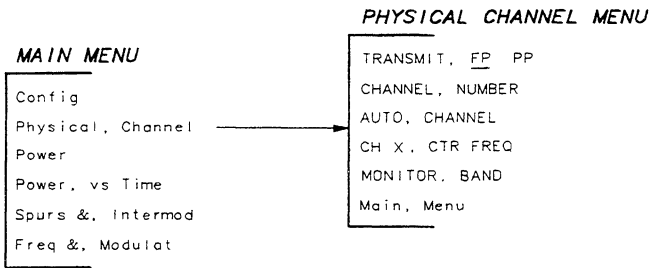 MAIN MENU
Config
Physical, Channel
Power
Power, vs Time
Spurs &, Intermod
Freq &, Modulat
PHYSICAL CHANNEL MENU
TRANSMIT, FP PP
CHANNEL, NUMBER
AUTO, CHANNEL
CH X, CTR FREQ
MONITOR, BAND
Main, Menu